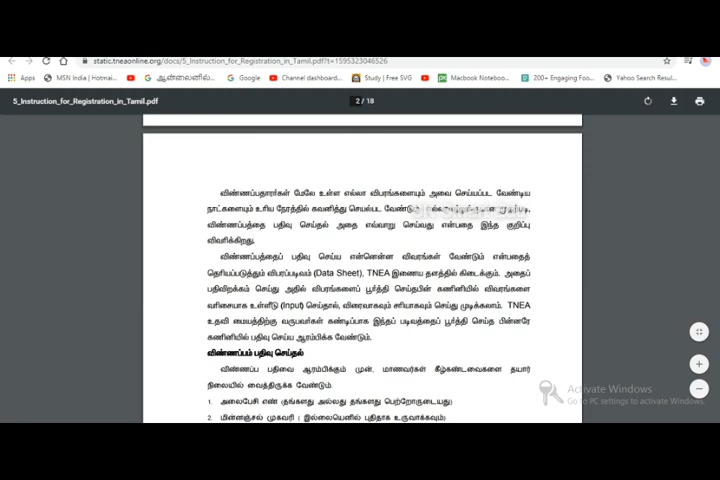 static.tneaonline.org/docs/5_Instruction_for_Registration_in_Tamil.pdf?t=1595323046526
Apps MSN India | Hotmai... ஆன்லைனில்... Google Channel dashboard... Study | Free SVG Macbook Noteboo... 200+ Engaging Foo... Yahoo Search Resul...
5_Instruction_for_Registration_in_Tamil.pdf 2 / 18
விண்ணப்பதாரர்கள் மேலே உள்ள எல்லா விபரங்களையும் அவை செய்யப்பட வேண்டிய
நாட்களையும் உரிய நேரத்தில் கவனித்து செயல்பட வேண்டும்
விண்ணப்பத்தை பதிவு செய்தல் அதை எவ்வாறு செய்வது என்பதை இந்த குறிப்பு
விவரிக்கிறது.
விண்ணப்பத்தைப் பதிவு செய்ய என்னென்ன விவரங்கள் வேண்டும் என்பதைத்
தெரியப்படுத்தும் விபரப்படிவம் (Data Sheet), TNEA இணைய தளத்தில் கிடைக்கும். அதைப்
பதிவிறக்கம் செய்து அதில் விபரங்களைப் பூர்த்தி செய்தபின் கணினியில் விவரங்களை
வரிசையாக உள்ளீடு (Input) செய்தால், விரைவாகவும் சரியாகவும் செய்து முடிக்கலாம். TNEA
உதவி மையத்திற்கு வருபவர்கள் கண்டிப்பாக இந்தப் படிவத்தைப் பூர்த்தி செய்த பின்னரே
கணினியில் பதிவு செய்ய ஆரம்பிக்க வேண்டும்.
விண்ணப்பம் பதிவு செய்தல்
விண்ணப்ப பதிவை ஆரம்பிக்கும் முன், மாணவர்கள் கீழ்கண்டவைகளை தயார்
நிலையில் வைத்திருக்க வேண்டும்.
1. அலைபேசி எண் (தங்களது அல்லது தங்களது பெற்றோருடையது)
2. மின்னஞ்சல் முகவரி ( இல்லையெனில் புதிதாக உருவாக்கவும்)
Activate Windows
Go to PC settings to activate Windows.